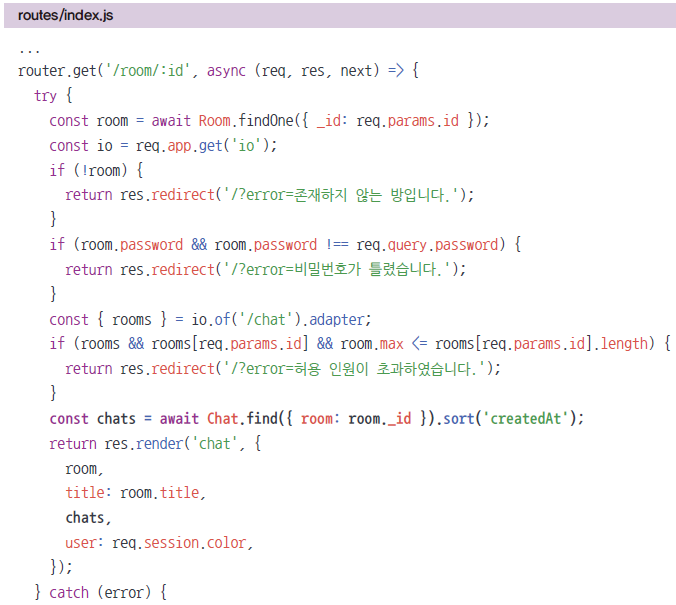 routes/index.js
...
router.get('/room/:id', async (req, res, next) => {
try {
const room = await Room.findOne({ _id: req.params.id });
const io = req.app.get('io');
if (!room) {
return res.redirect('/?error=존재하지 않는 방입니다.');
}
if (room.password && room.password !== req.query.password) {
return res.redirect('/?error=비밀번호가 틀렸습니다.');
}
const { rooms } = io.of('/chat').adapter;
if (rooms && rooms[req.params.id] && room.max <= rooms[req.params.id].length) {
return res.redirect('/?error=허용 인원이 초과하였습니다.');
}
const chats = await Chat.find({ room: room._id }).sort('createdAt');
return res.render('chat', {
room,
title: room.title,
chats,
user: req.session.color,
});
} catch (error) {